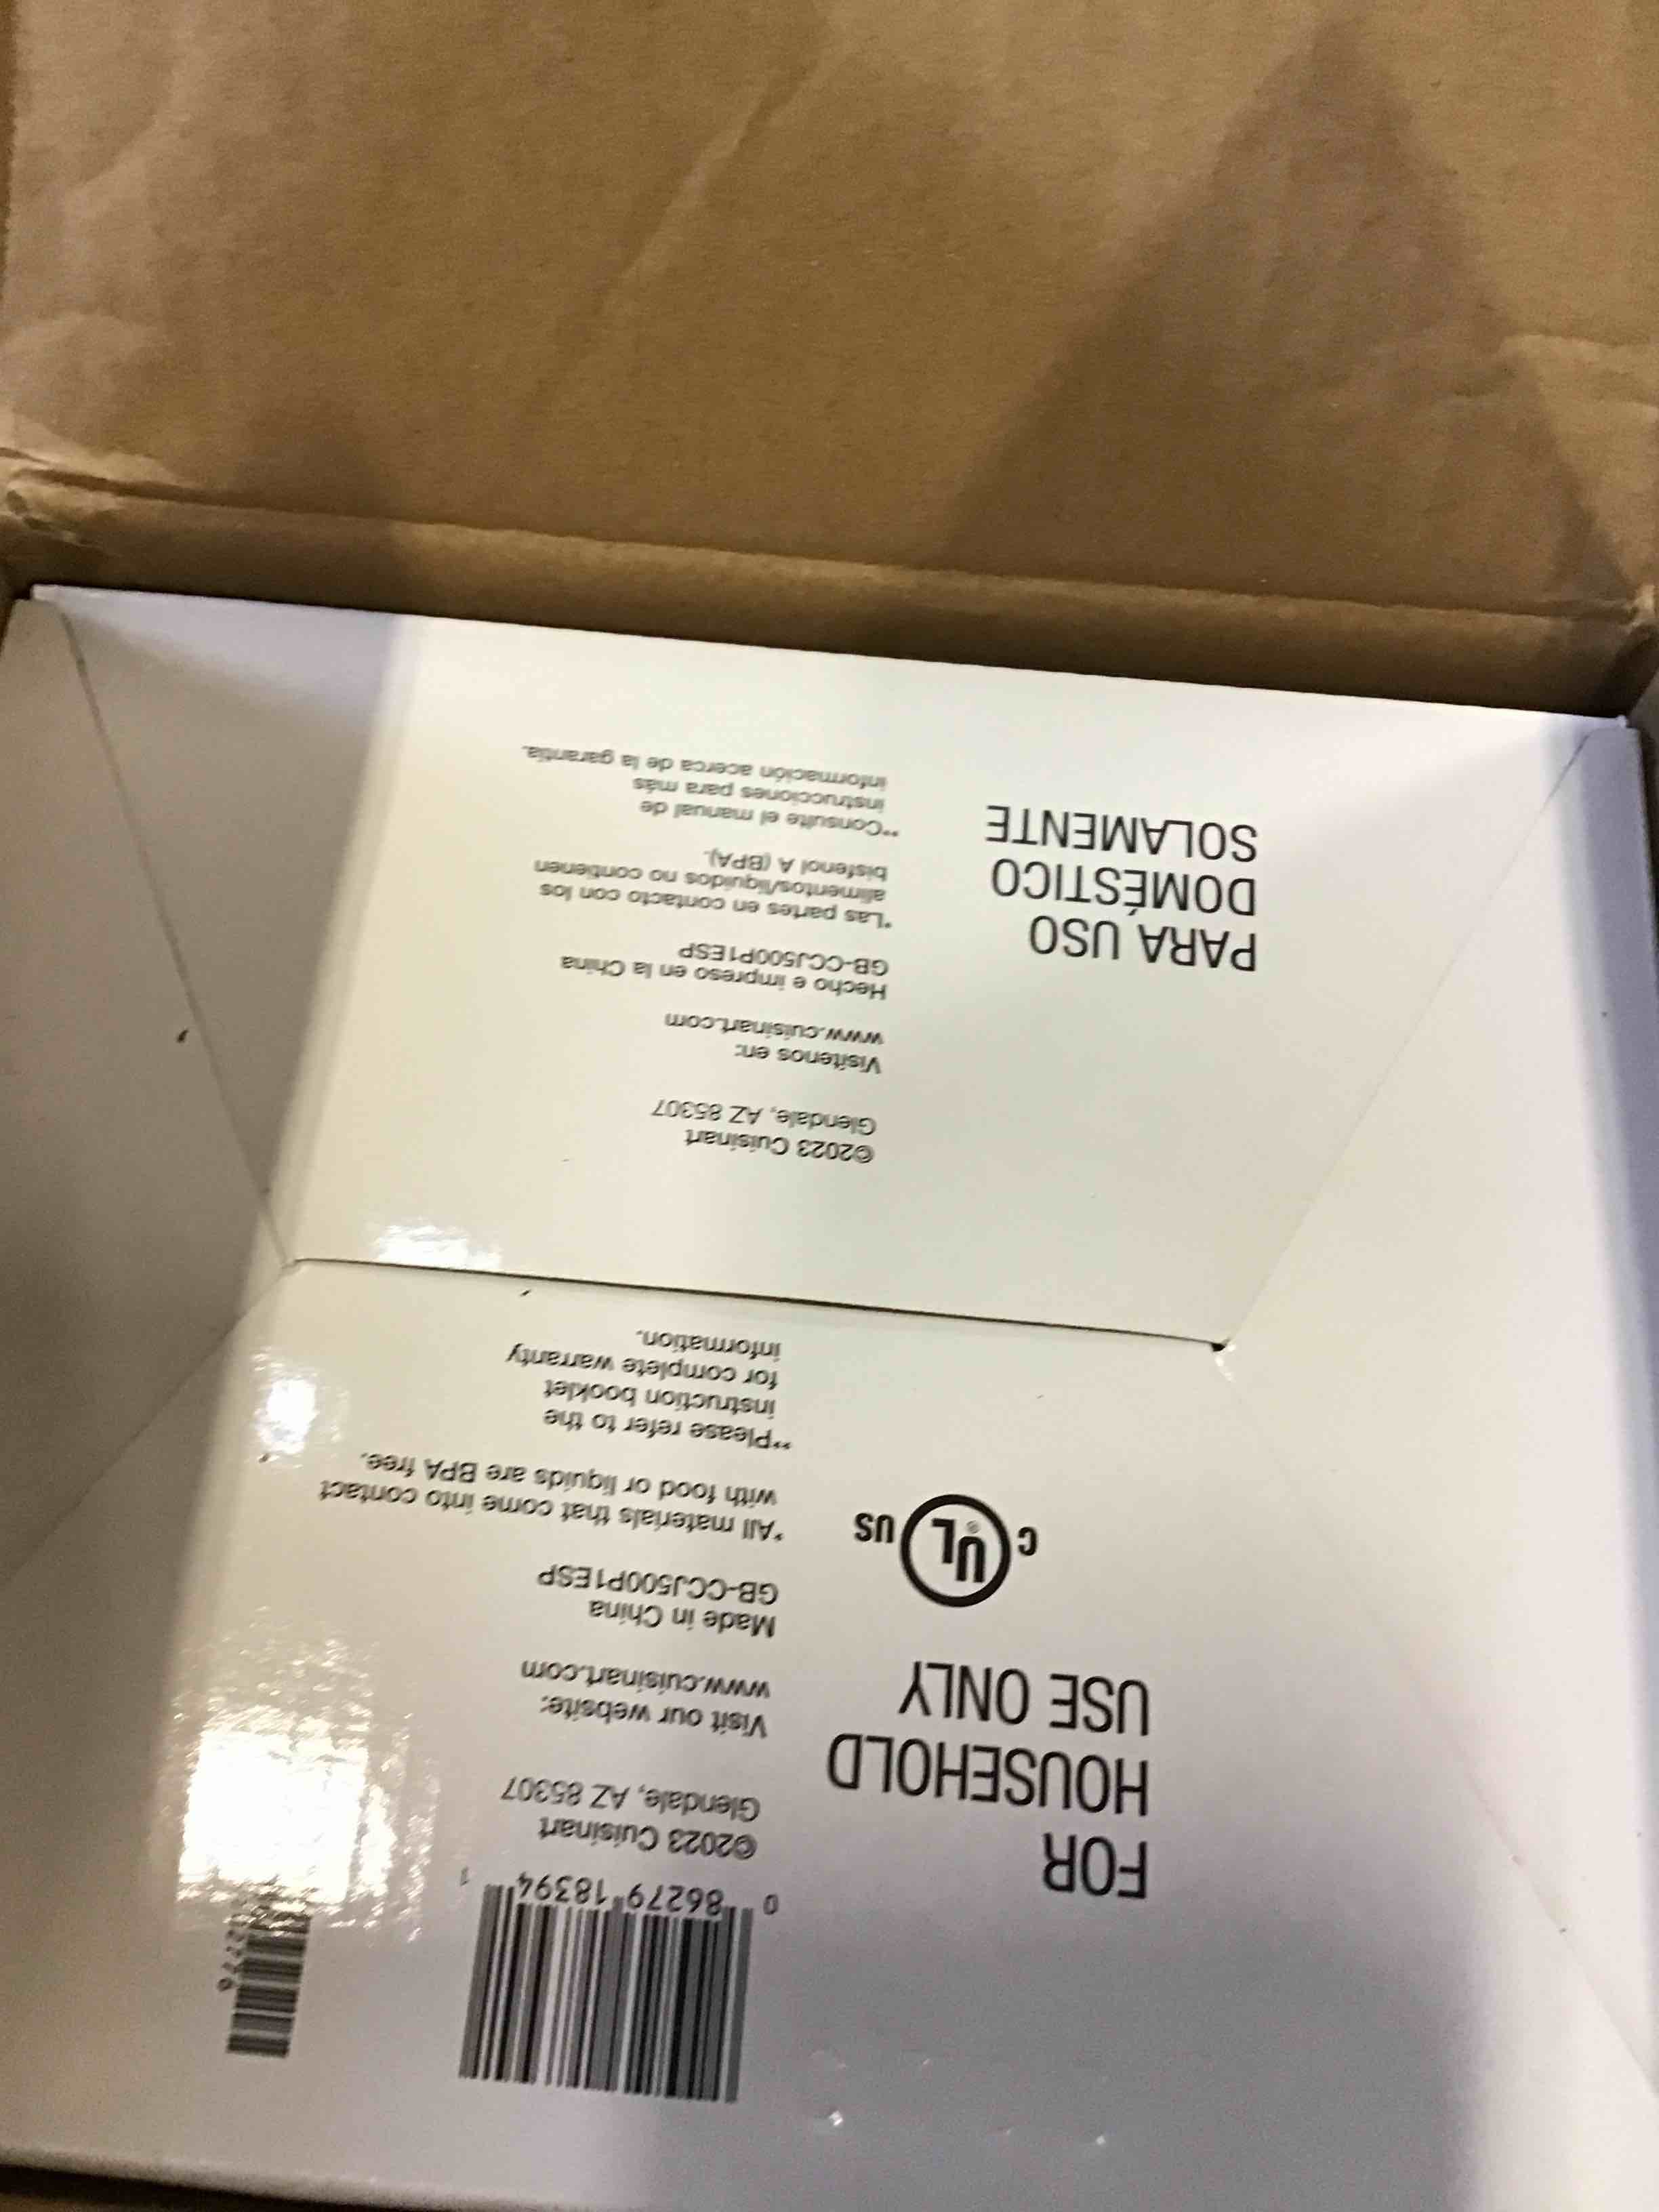 FOR
HOUSEHOLD
USE ONLY
C UL® US
0 86279 18394 1
©2023 Cuisinart
Glendale, AZ 85307
Visit our website:
www.cuisinart.com
Made in China
GB-CCJ500P1ESP
*All materials that come into contact
with food or liquids are BPA free.
**Please refer to the
instruction booklet
for complete warranty
information.
PARA USO
DOMÉSTICO
SOLAMENTE
©2023 Cuisinart
Glendale, AZ 85307
Visítenos en:
www.cuisinart.com
Hecho e impreso en la China
GB-CCJ500P1ESP
*Las partes en contacto con los
alimentos/líquidos no contienen
bisfenol A (BPA).
**Consulte el manual de
instrucciones para más
información acerca de la garantía.